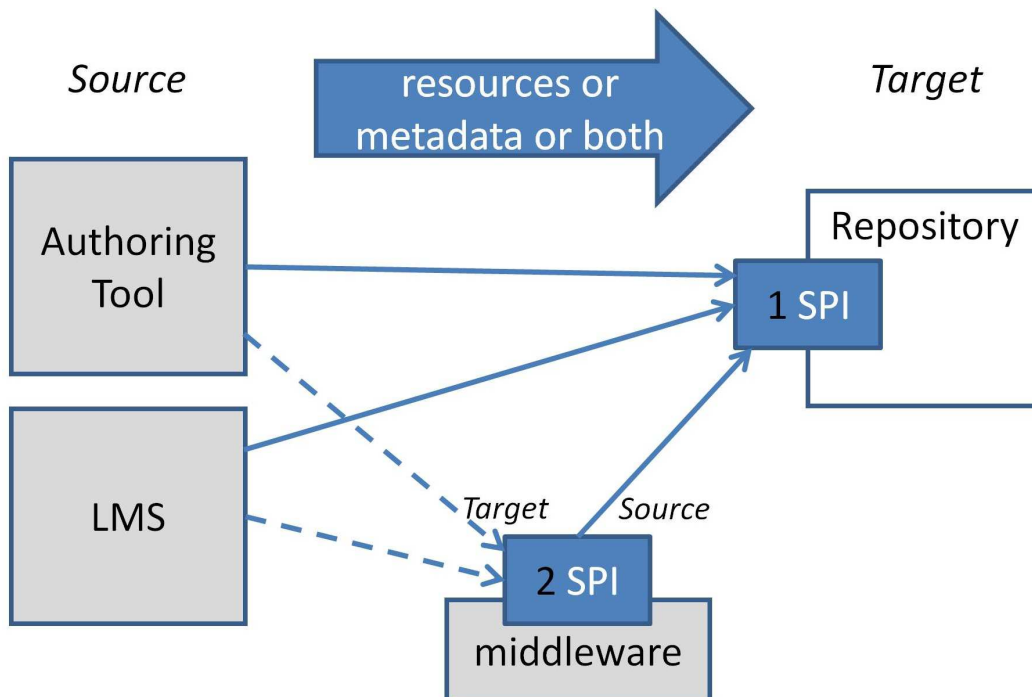 Source
resources or
metadata or both
Target
Authoring
Tool
Repository
1 SPI
LMS
Target
Source
2 SPI
middleware